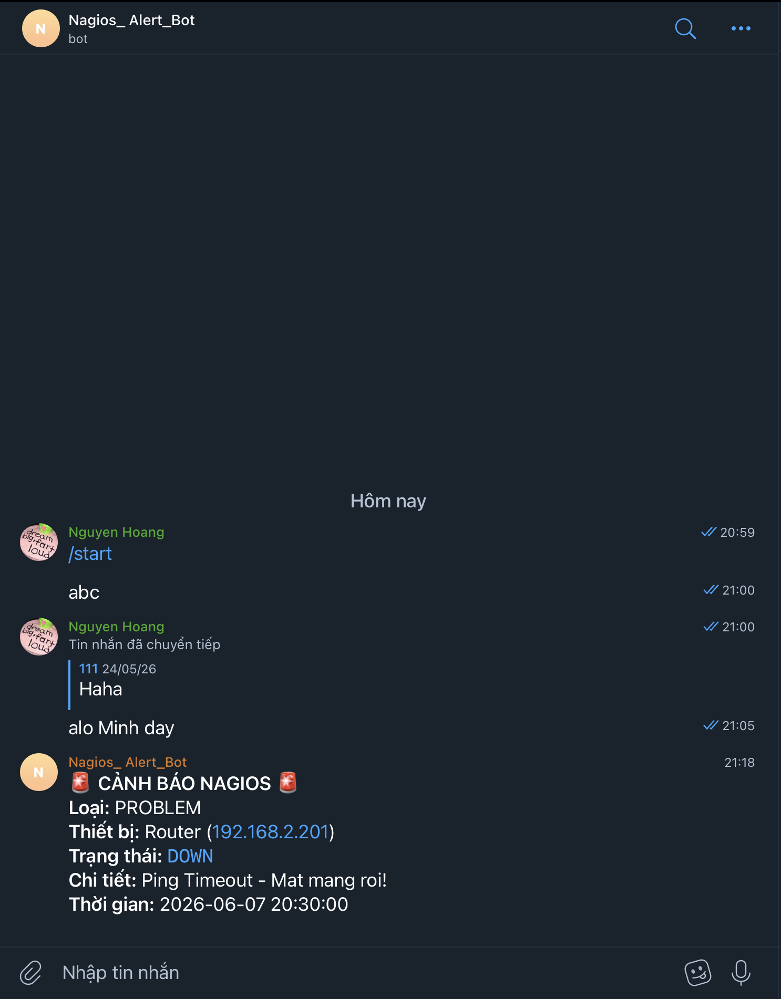 N
Nagios_ Alert_Bot
bot
Hôm nay
Nguyen Hoang
20:59
/start
dream
big, fart
loud
abc
21:00
Nguyen Hoang
21:00
Tin nhắn đã chuyển tiếp
dream
big, fart
loud
111 24/05/26
Haha
alo Minh day
21:05
N
Nagios_ Alert_Bot
21:18
🚨 CẢNH BÁO NAGIOS 🚨
Loại: PROBLEM
Thiết bị: Router (192.168.2.201)
Trạng thái: DOWN
Chi tiết: Ping Timeout - Mat mang roi!
Thời gian: 2026-06-07 20:30:00
Nhập tin nhắn